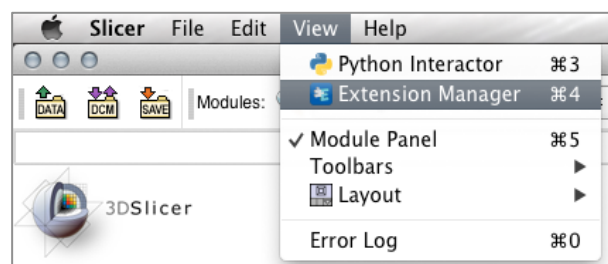 Slicer File Edit View Help
Python Interactor ⌘3
Extension Manager ⌘4
DATA DCM SAVE Modules:
✓ Module Panel ⌘5
Toolbars ▶
Layout ▶
3DSlicer
Error Log ⌘0